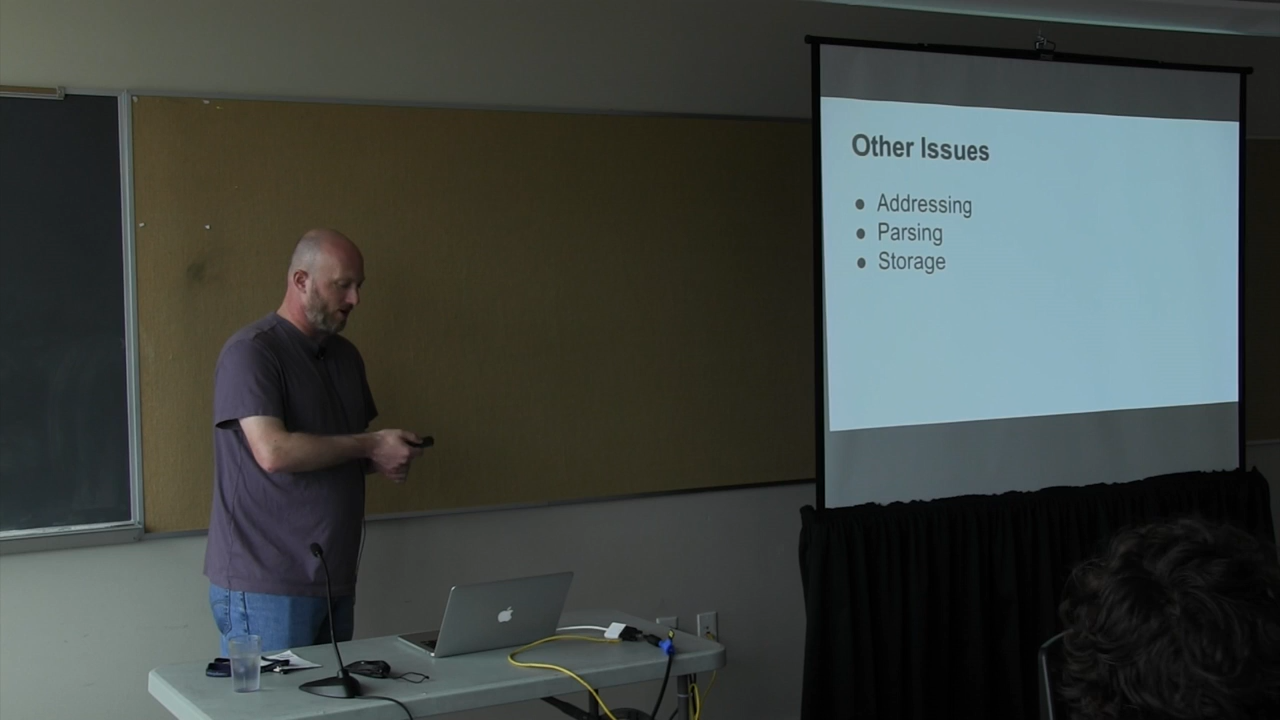 Other Issues
● Addressing
● Parsing
● Storage